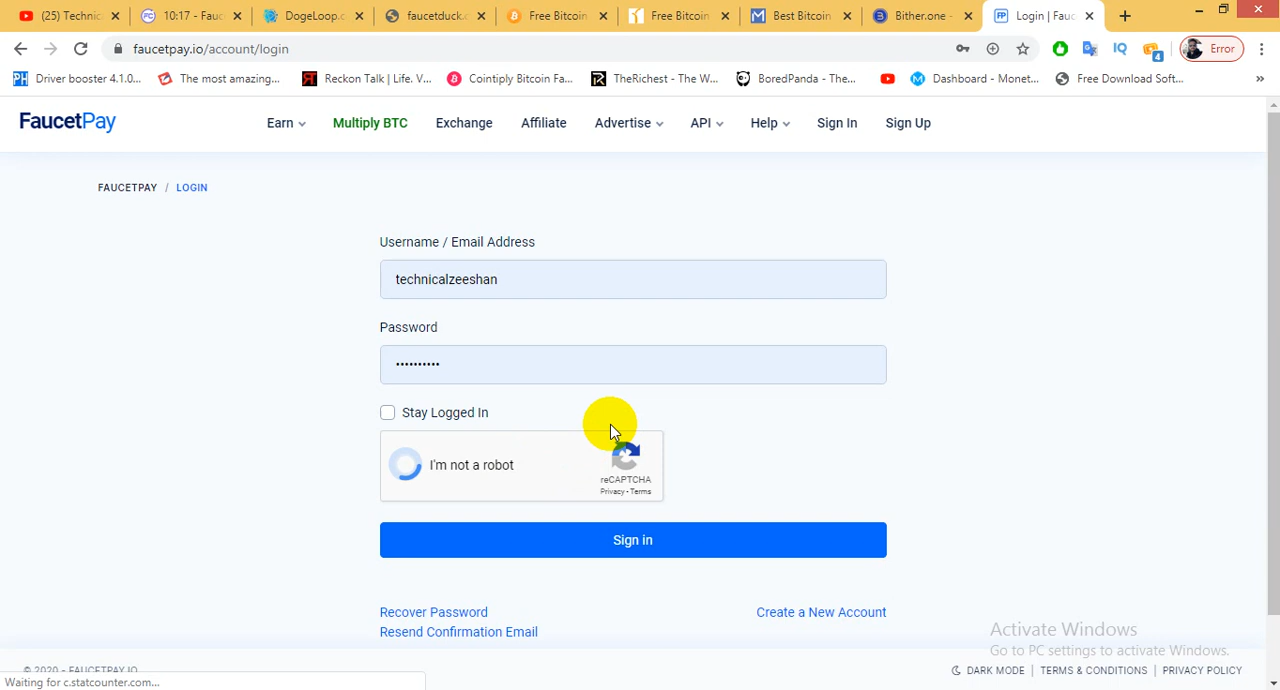 (25) Technic
10:17 - Fauc
DogeLoop.c
faucetduck.c
Free Bitcoin
Free Bitcoin
Best Bitcoin
Bither.one -
Login | Fauc
faucetpay.io/account/login
IQ
4
Error
Driver booster 4.1.0...
The most amazing...
Reckon Talk | Life. V...
Cointiply Bitcoin Fa...
TheRichest - The W...
BoredPanda - The...
Dashboard - Monet...
Free Download Soft...
»
FaucetPay
Earn
Multiply BTC
Exchange
Affiliate
Advertise
API
Help
Sign In
Sign Up
FAUCETPAY / LOGIN
Username / Email Address
technicalzeeshan
Password
••••••••••
Stay Logged In
I'm not a robot
reCAPTCHA
Privacy - Terms
Sign in
Recover Password
Create a New Account
Resend Confirmation Email
Activate Windows
Go to PC settings to activate Windows.
© 2020 - FAUCETPAY.IO
DARK MODE | TERMS & CONDITIONS | PRIVACY POLICY
Waiting for c.statcounter.com...